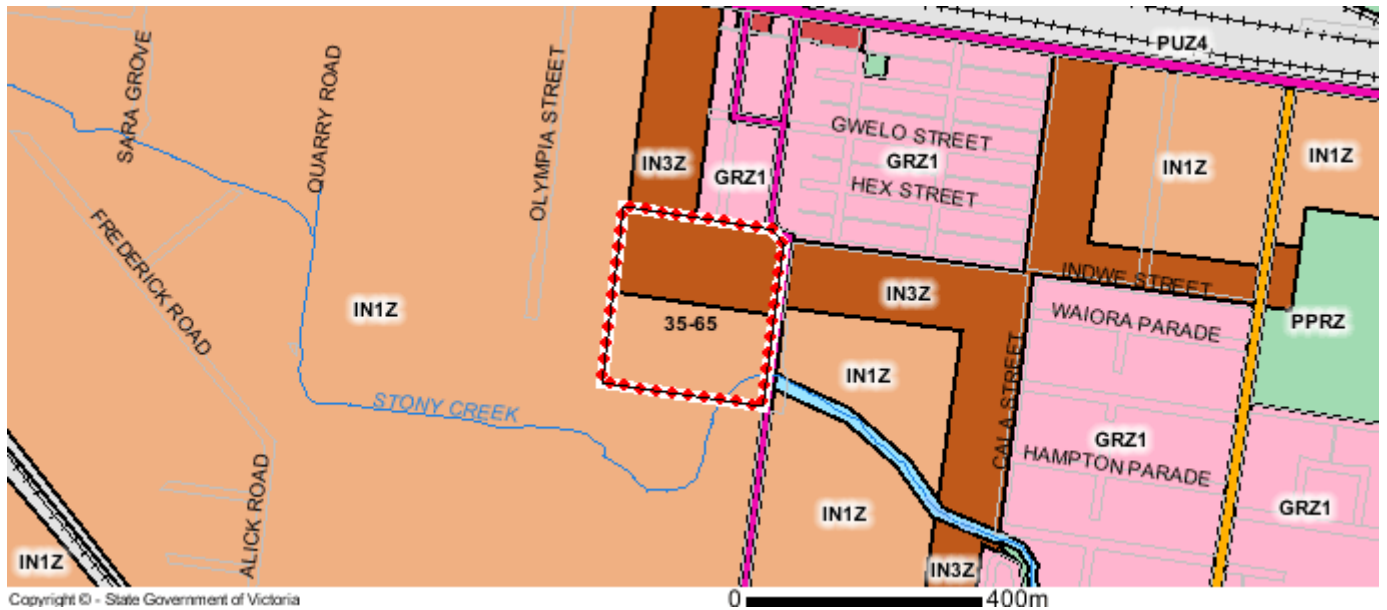 PUZ4
SARA GROVE
QUARRY ROAD
OLYMPIA STREET
GWELO STREET
IN3Z
GRZ1
GRZ1
IN1Z
IN1Z
HEX STREET
FREDERICK ROAD
INDWE STREET
IN1Z
IN3Z
35-65
WAIORA PARADE
PPRZ
IN1Z
CALA STREET
STONY CREEK
GRZ1
HAMPTON PARADE
ALICK ROAD
IN1Z
GRZ1
IN1Z
IN3Z
Copyright © - State Government of Victoria
0 400m